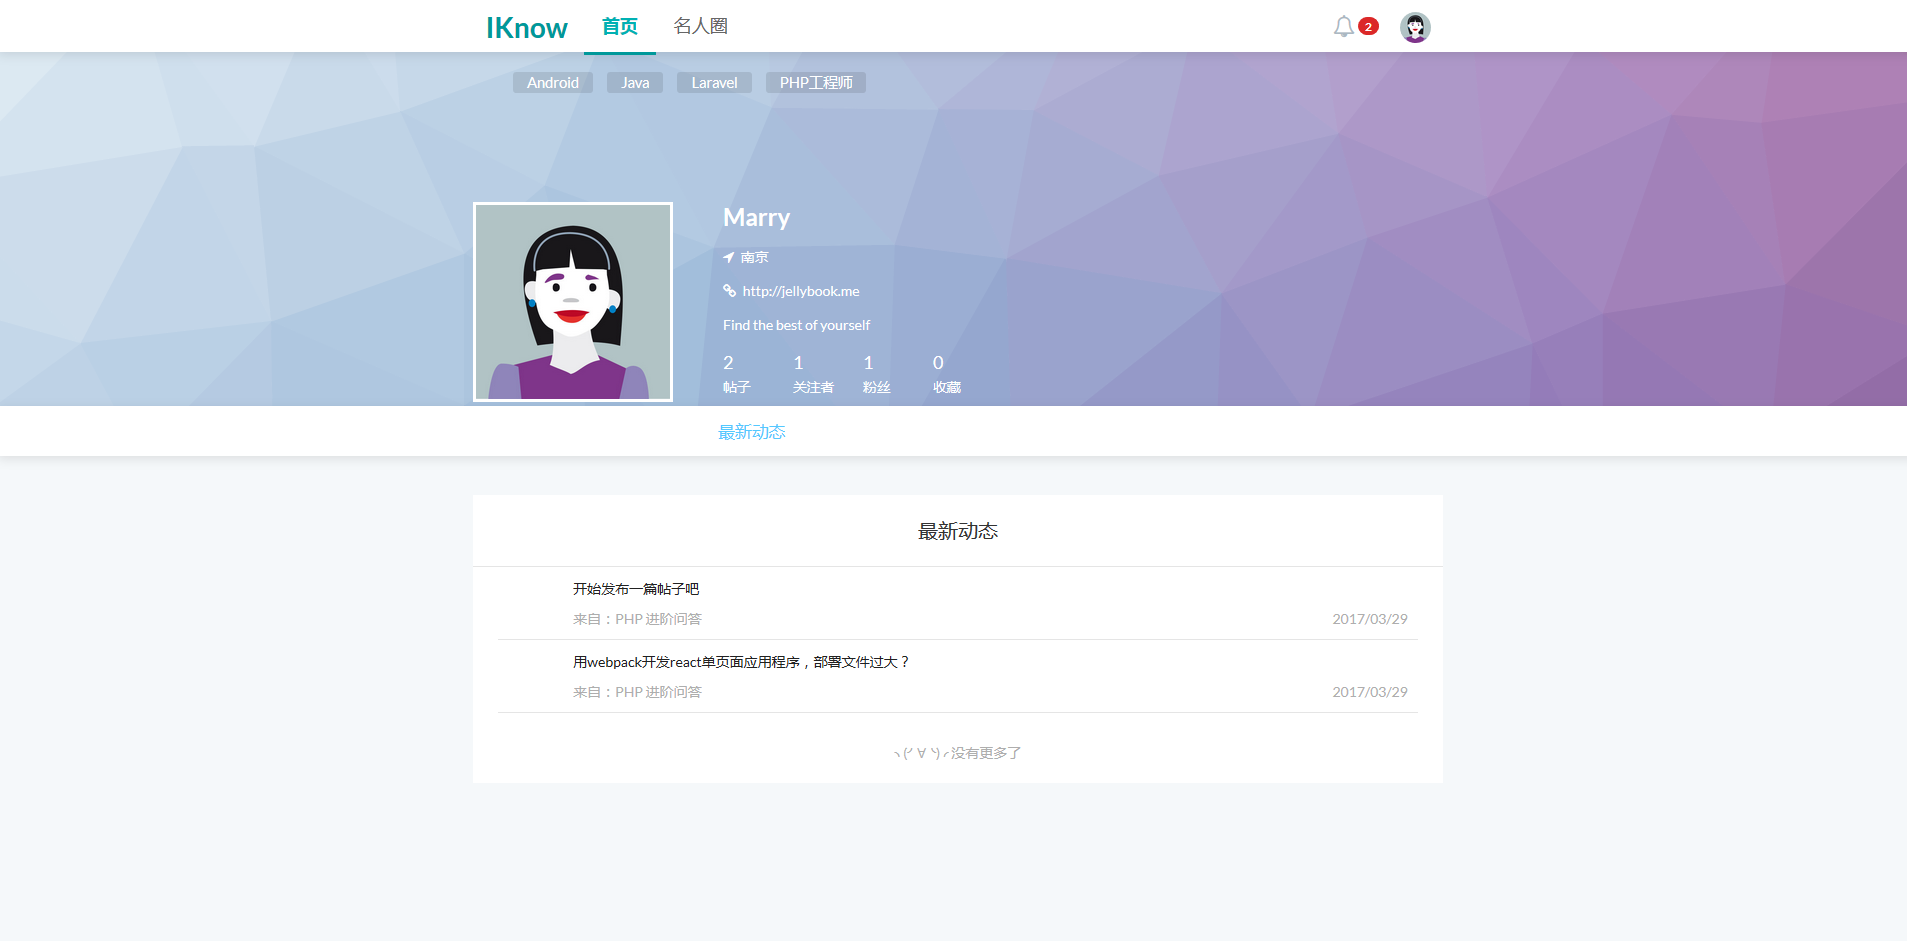 IKnow 首页 名人圈 2
Android Java Laravel PHP工程师
Marry
南京
http://jellybook.me
Find the best of yourself
2 1 1 0
帖子 关注者 粉丝 收藏
最新动态
最新动态
开始发布一篇帖子吧
来自：PHP 进阶问答 2017/03/29
用webpack开发react单页面应用程序，部署文件过大？
来自：PHP 进阶问答 2017/03/29
ヽ(′∀`)ノ没有更多了